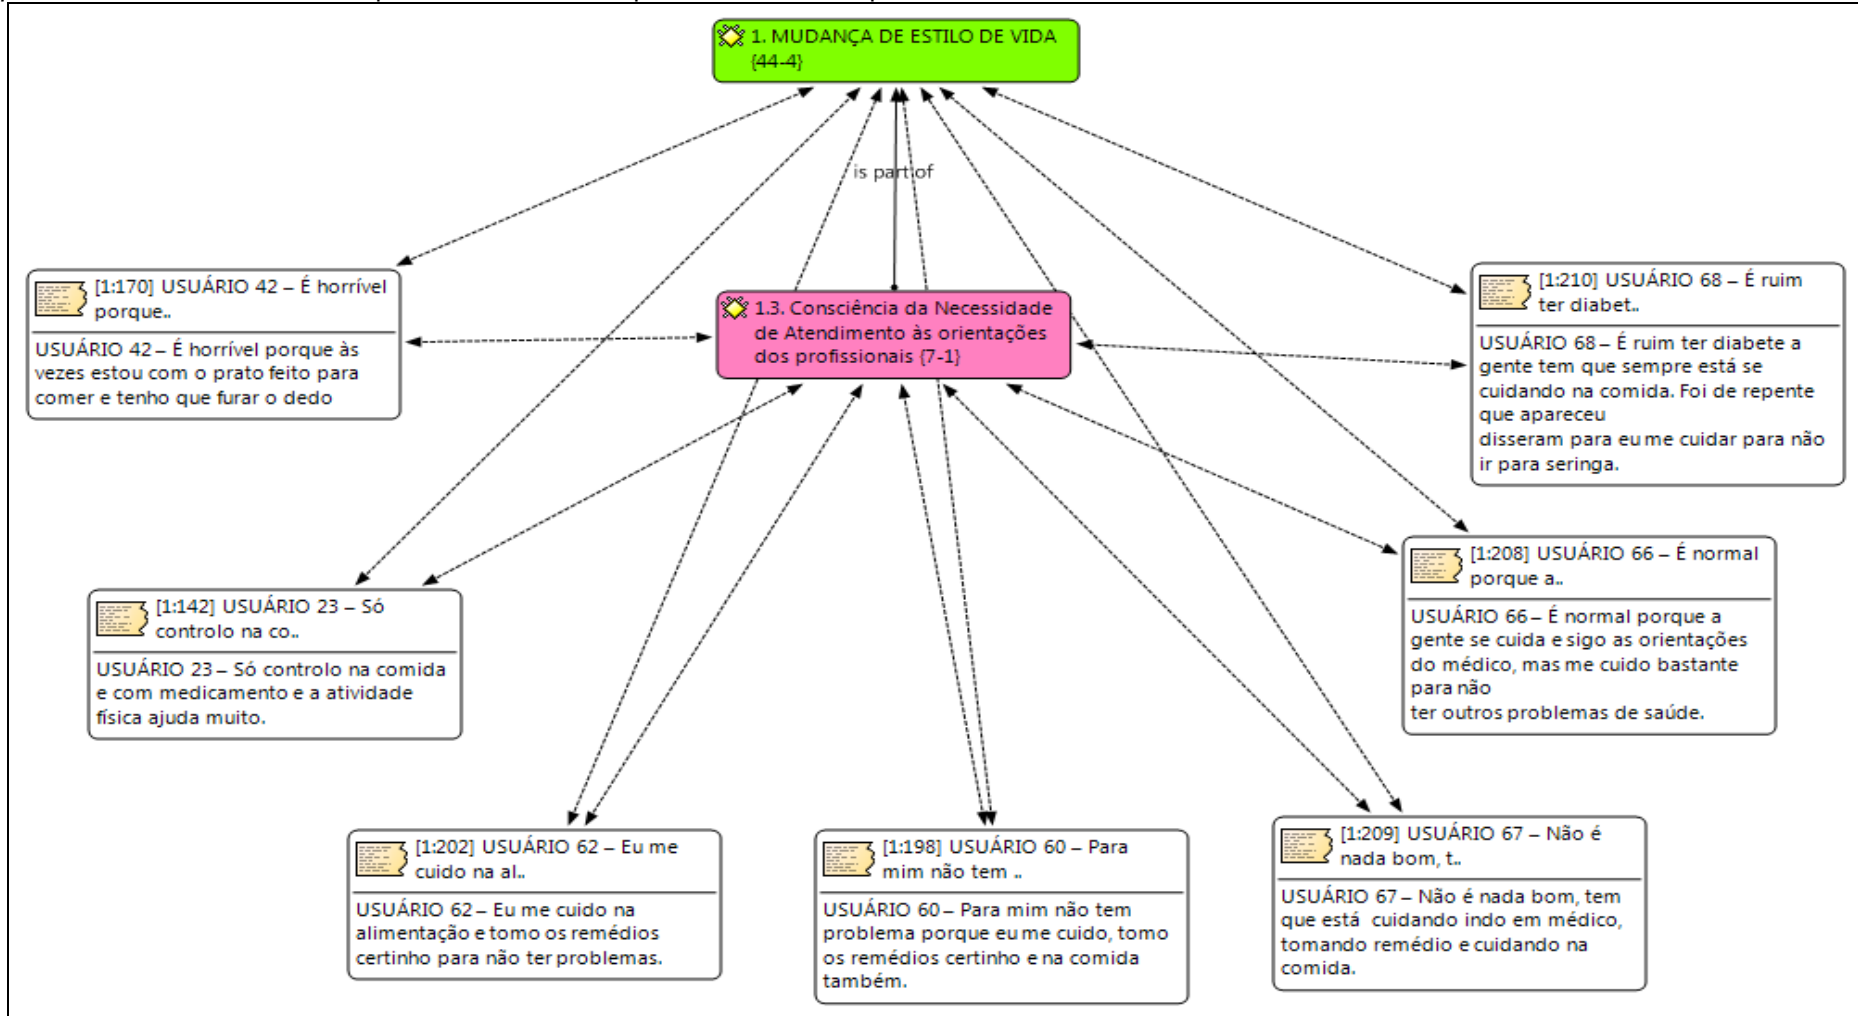 1. MUDANÇA DE ESTILO DE VIDA
{44-4}
is part of
[1:170] USUÁRIO 42 – É horrível
porque..
USUÁRIO 42 – É horrível porque às
vezes estou com o prato feito para
comer e tenho que furar o dedo
1.3. Consciência da Necessidade
de Atendimento às orientações
dos profissionais {7-1}
[1:210] USUÁRIO 68 – É ruim
ter diabet..
USUÁRIO 68 – É ruim ter diabete a
gente tem que sempre está se
cuidando na comida. Foi de repente
que apareceu
disseram para eu me cuidar para não
ir para seringa.
[1:142] USUÁRIO 23 – Só
controlo na co..
USUÁRIO 23 – Só controlo na comida
e com medicamento e a atividade
física ajuda muito.
[1:208] USUÁRIO 66 – É normal
porque a..
USUÁRIO 66 – É normal porque a
gente se cuida e sigo as orientações
do médico, mas me cuido bastante
para não
ter outros problemas de saúde.
[1:202] USUÁRIO 62 – Eu me
cuido na al..
USUÁRIO 62 – Eu me cuido na
alimentação e tomo os remédios
certinho para não ter problemas.
[1:198] USUÁRIO 60 – Para
mim não tem ..
USUÁRIO 60 – Para mim não tem
problema porque eu me cuido, tomo
os remédios certinho e na comida
também.
[1:209] USUÁRIO 67 – Não é
nada bom, t..
USUÁRIO 67 – Não é nada bom, tem
que está  cuidando indo em médico,
tomando remédio e cuidando na
comida.